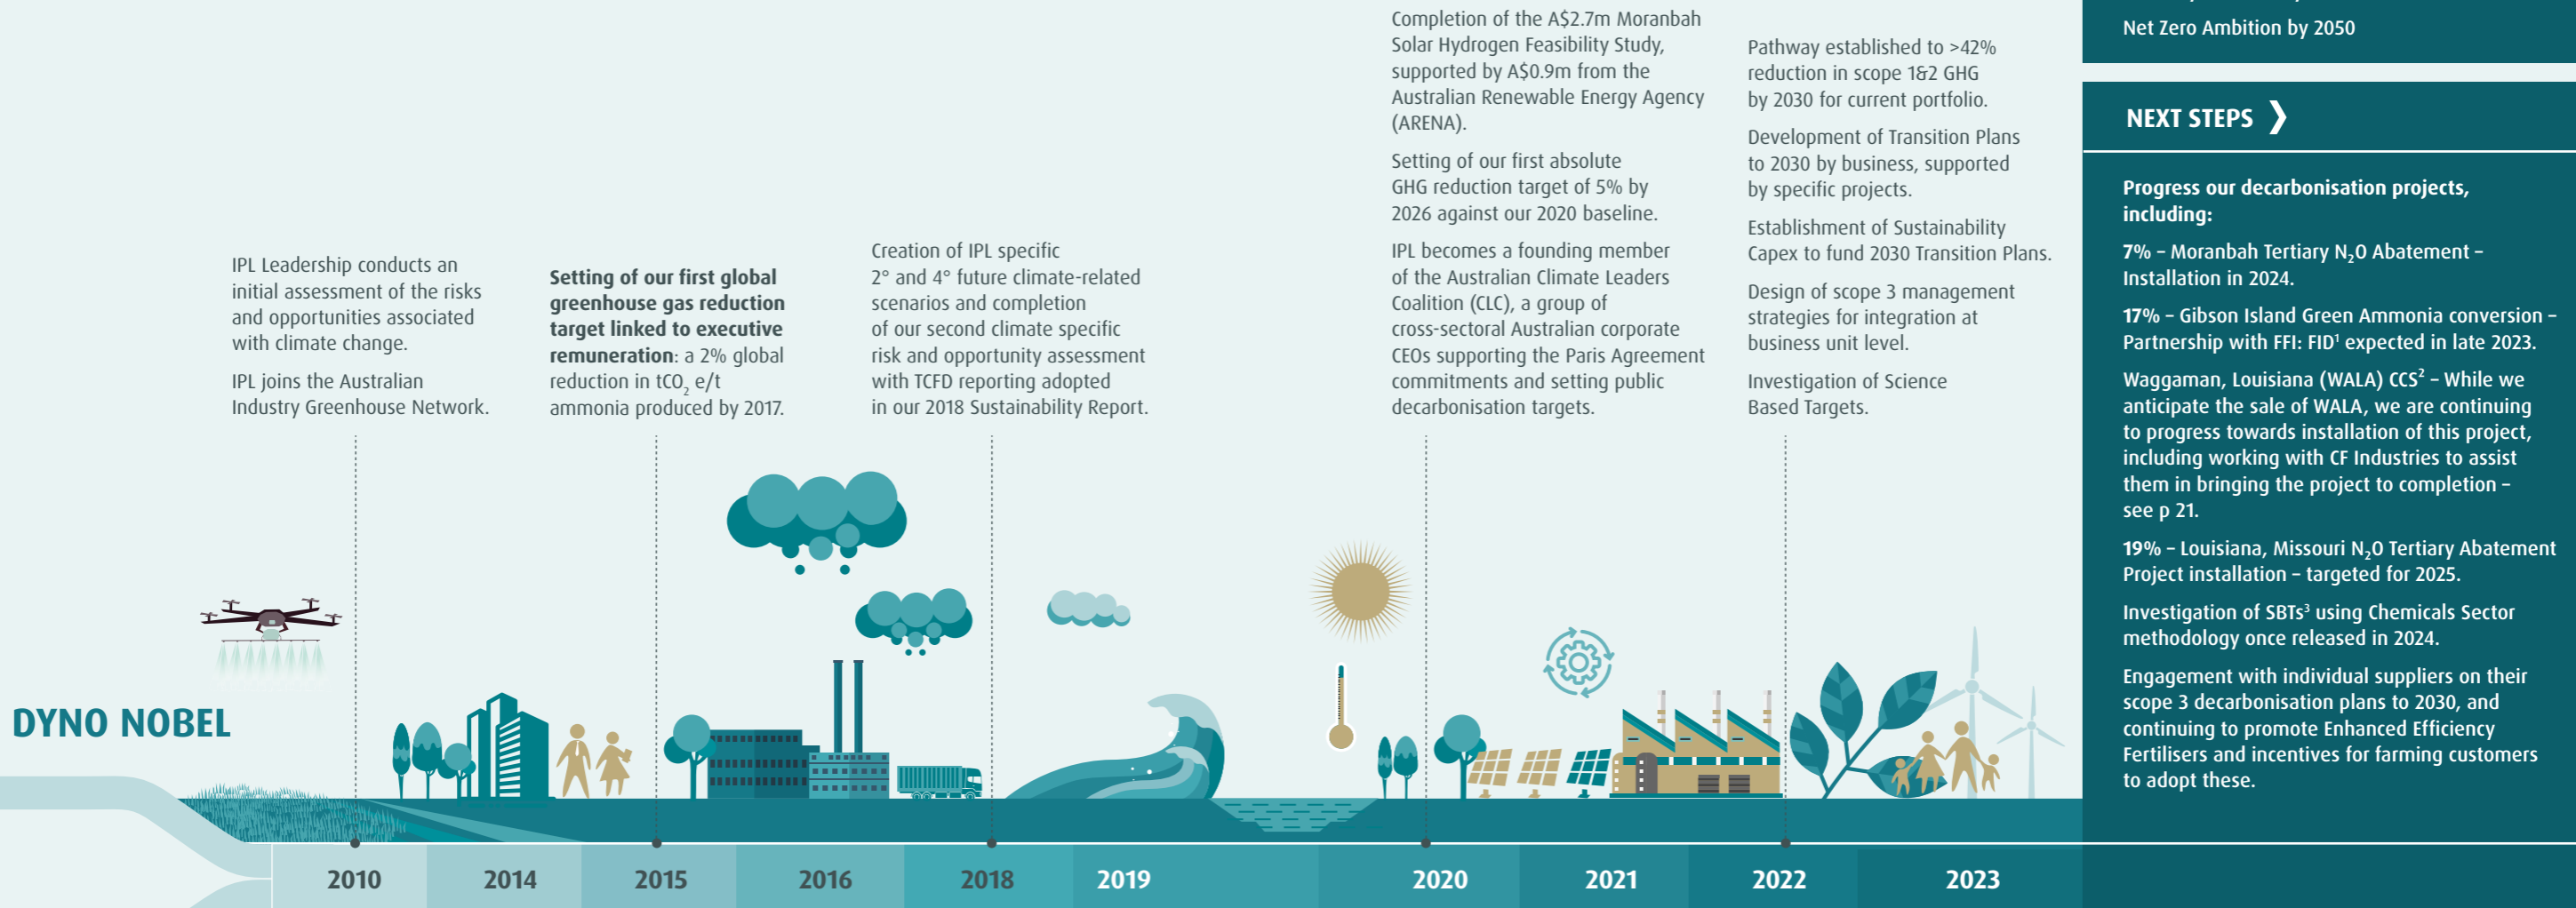 IPL Leadership conducts an
initial assessment of the risks
and opportunities associated
with climate change.
IPL joins the Australian
Industry Greenhouse Network.
Setting of our first global
greenhouse gas reduction
target linked to executive
remuneration: a 2% global
reduction in tCO₂ e/t
ammonia produced by 2017.
Creation of IPL specific
2° and 4° future climate-related
scenarios and completion
of our second climate specific
risk and opportunity assessment
with TCFD reporting adopted
in our 2018 Sustainability Report.
Completion of the A$2.7m Moranbah
Solar Hydrogen Feasibility Study,
supported by A$0.9m from the
Australian Renewable Energy Agency
(ARENA).
Setting of our first absolute
GHG reduction target of 5% by
2026 against our 2020 baseline.
IPL becomes a founding member
of the Australian Climate Leaders
Coalition (CLC), a group of
cross-sectoral Australian corporate
CEOs supporting the Paris Agreement
commitments and setting public
decarbonisation targets.
Pathway established to >42%
reduction in scope 1&2 GHG
by 2030 for current portfolio.
Development of Transition Plans
to 2030 by business, supported
by specific projects.
Establishment of Sustainability
Capex to fund 2030 Transition Plans.
Design of scope 3 management
strategies for integration at
business unit level.
Investigation of Science
Based Targets.
DYNO NOBEL
2010
2014
2015
2016
2018
2019
2020
2021
2022
2023
Net Zero Ambition by 2050
NEXT STEPS ❯
Progress our decarbonisation projects,
including:
7% – Moranbah Tertiary N₂O Abatement –
Installation in 2024.
17% – Gibson Island Green Ammonia conversion –
Partnership with FFI: FID¹ expected in late 2023.
Waggaman, Louisiana (WALA) CCS² – While we
anticipate the sale of WALA, we are continuing
to progress towards installation of this project,
including working with CF Industries to assist
them in bringing the project to completion –
see p 21.
19% – Louisiana, Missouri N₂O Tertiary Abatement
Project installation – targeted for 2025.
Investigation of SBTs³ using Chemicals Sector
methodology once released in 2024.
Engagement with individual suppliers on their
scope 3 decarbonisation plans to 2030, and
continuing to promote Enhanced Efficiency
Fertilisers and incentives for farming customers
to adopt these.